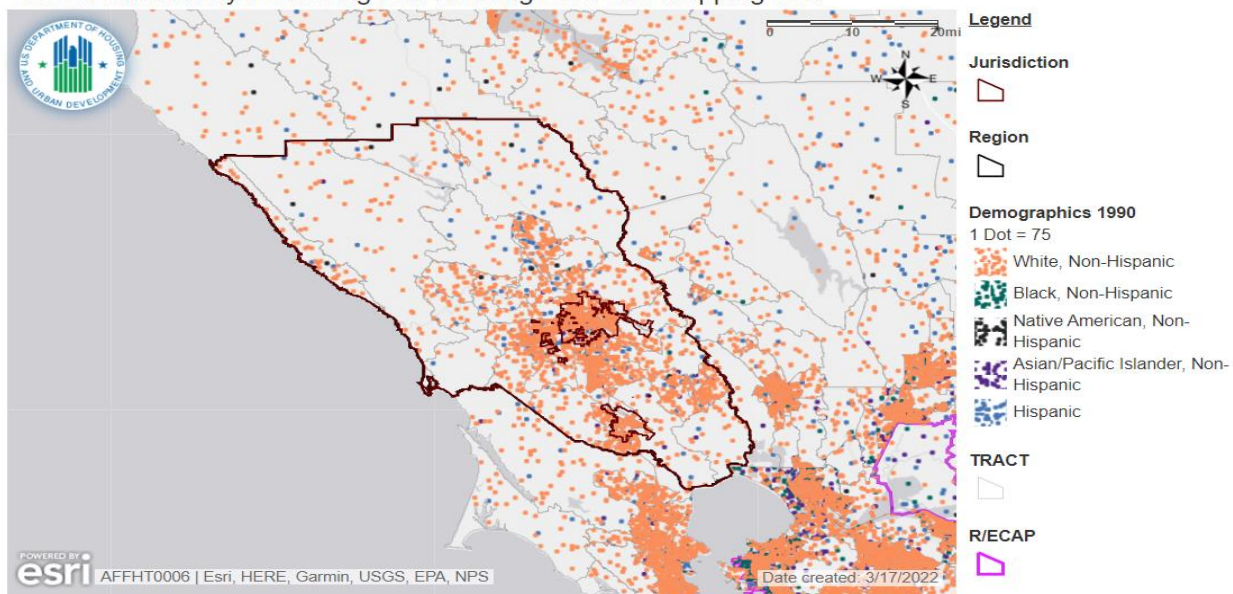 U.S. DEPARTMENT OF HOUSING
AND URBAN DEVELOPMENT
0 10 20mi
N
W E
S
Legend
Jurisdiction
Region
Demographics 1990
1 Dot = 75
White, Non-Hispanic
Black, Non-Hispanic
Native American, Non-
Hispanic
Asian/Pacific Islander, Non-
Hispanic
Hispanic
TRACT
R/ECAP
POWERED BY
esri
AFFHT0006 | Esri, HERE, Garmin, USGS, EPA, NPS
Date created: 3/17/2022